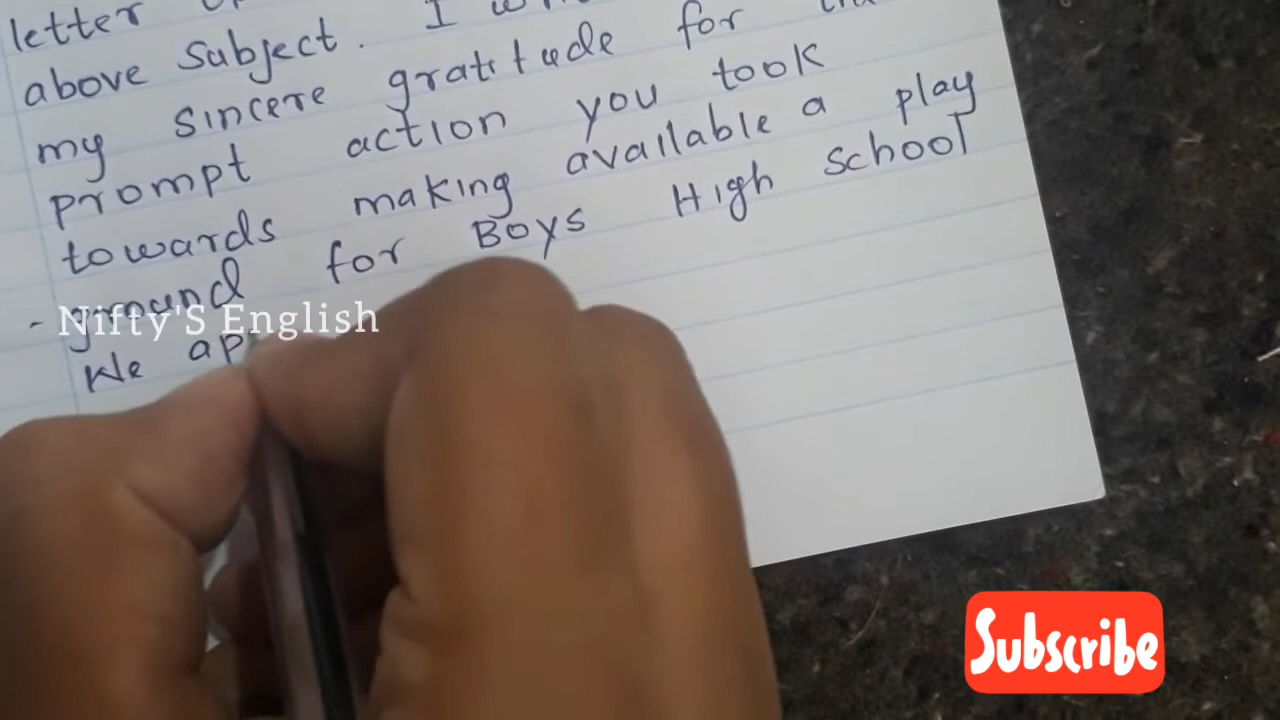 letter
above subject. I
my sincere gratitude for
prompt action you took
towards making available a play
-ground for Boys High school
We ap
Nifty'S English
Subscribe